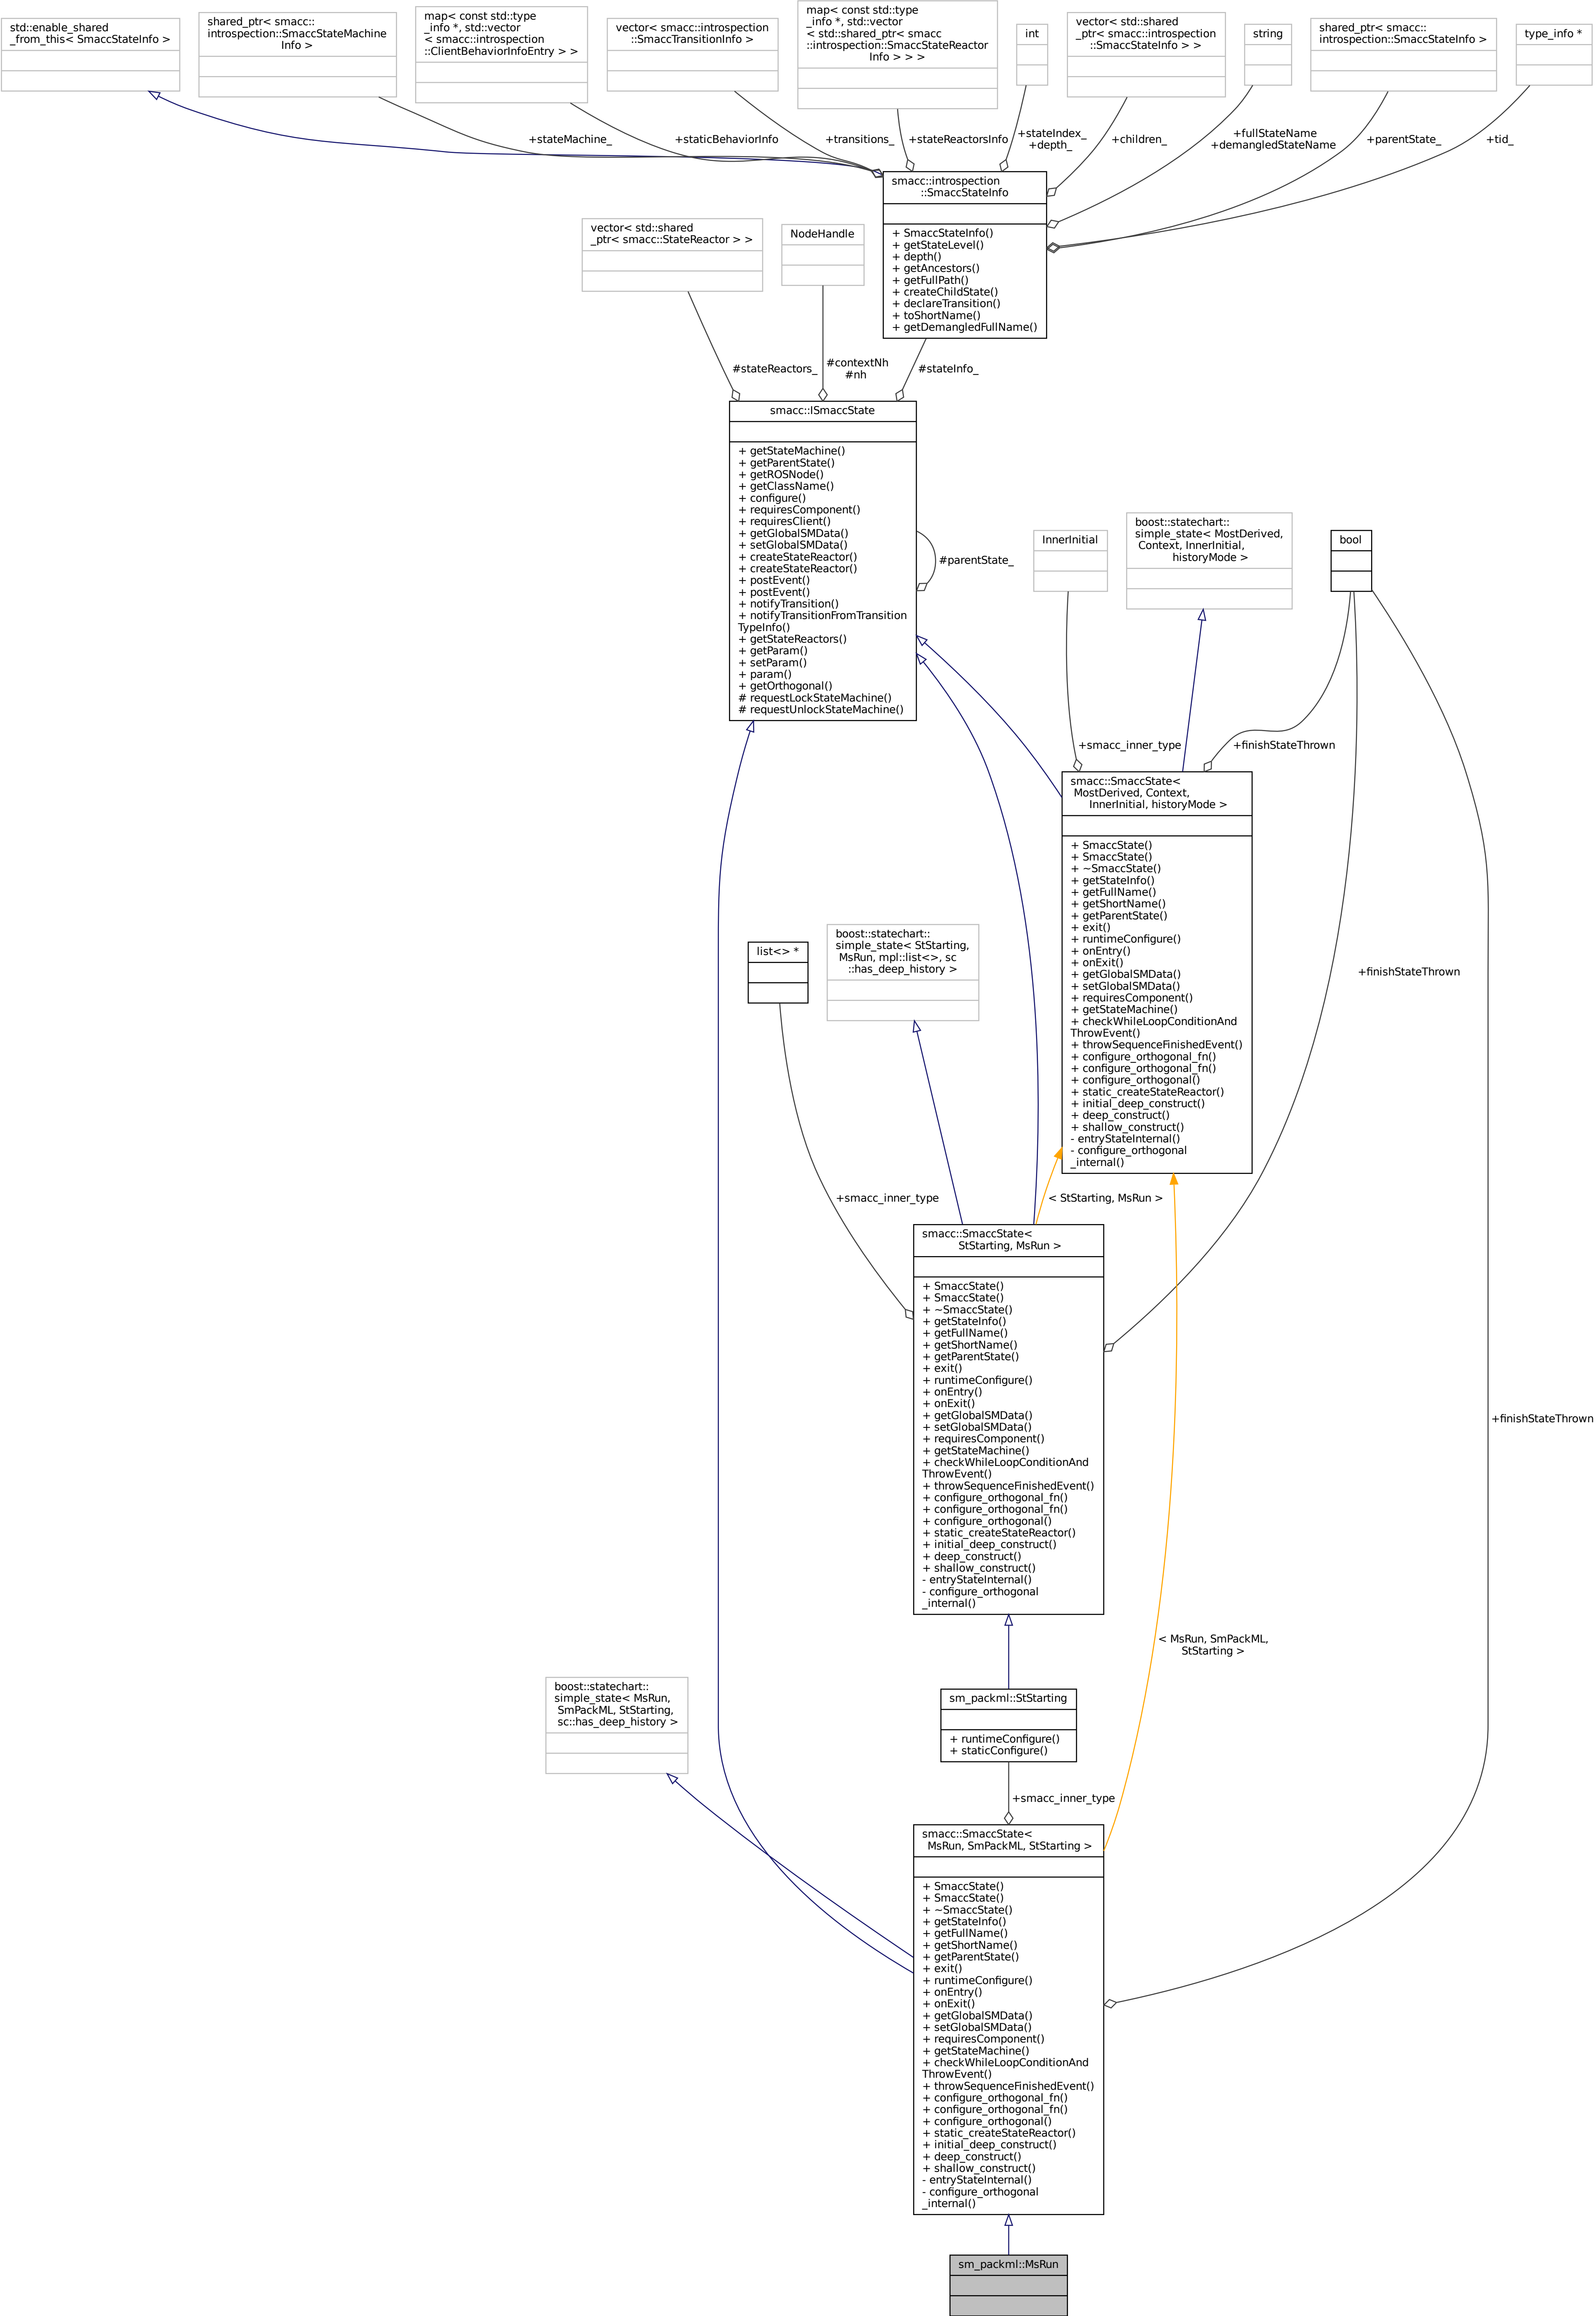 std::enable_shared
_from_this< SmaccStateInfo >
shared_ptr< smacc::
introspection::SmaccStateMachine
Info >
map< const std::type
_info *, std::vector
< smacc::introspection
::ClientBehaviorInfoEntry > >
vector< smacc::introspection
::SmaccTransitionInfo >
map< const std::type
_info *, std::vector
< std::shared_ptr< smacc
::introspection::SmaccStateReactor
Info > > >
int
vector< std::shared
_ptr< smacc::introspection
::SmaccStateInfo > >
string
shared_ptr< smacc::
introspection::SmaccStateInfo >
type_info *
+stateMachine_
+staticBehaviorInfo
+transitions_
+stateReactorsInfo
+stateIndex_
+depth_
+children_
+fullStateName
+demangledStateName
+parentState_
+tid_
smacc::introspection
::SmaccStateInfo
+ SmaccStateInfo()
+ getStateLevel()
+ depth()
+ getAncestors()
+ getFullPath()
+ createChildState()
+ declareTransition()
+ toShortName()
+ getDemangledFullName()
vector< std::shared
_ptr< smacc::StateReactor > >
NodeHandle
#stateReactors_
#contextNh
#nh
#stateInfo_
smacc::ISmaccState
+ getStateMachine()
+ getParentState()
+ getROSNode()
+ getClassName()
+ configure()
+ requiresComponent()
+ requiresClient()
+ getGlobalSMData()
+ setGlobalSMData()
+ createStateReactor()
+ createStateReactor()
+ postEvent()
+ postEvent()
+ notifyTransition()
+ notifyTransitionFromTransition
TypeInfo()
+ getStateReactors()
+ getParam()
+ setParam()
+ param()
+ getOrthogonal()
# requestLockStateMachine()
# requestUnlockStateMachine()
#parentState_
InnerInitial
boost::statechart::
simple_state< MostDerived,
Context, InnerInitial,
historyMode >
bool
+smacc_inner_type
+finishStateThrown
smacc::SmaccState<
MostDerived, Context,
InnerInitial, historyMode >
+ SmaccState()
+ SmaccState()
+ ~SmaccState()
+ getStateInfo()
+ getFullName()
+ getShortName()
+ getParentState()
+ exit()
+ runtimeConfigure()
+ onEntry()
+ onExit()
+ getGlobalSMData()
+ setGlobalSMData()
+ requiresComponent()
+ getStateMachine()
+ checkWhileLoopConditionAnd
ThrowEvent()
+ throwSequenceFinishedEvent()
+ configure_orthogonal_fn()
+ configure_orthogonal_fn()
+ configure_orthogonal()
+ static_createStateReactor()
+ initial_deep_construct()
+ deep_construct()
+ shallow_construct()
- entryStateInternal()
- configure_orthogonal
_internal()
list<> *
boost::statechart::
simple_state< StStarting,
MsRun, mpl::list<>, sc
::has_deep_history >
+finishStateThrown
+smacc_inner_type
< StStarting, MsRun >
smacc::SmaccState<
StStarting, MsRun >
+ SmaccState()
+ SmaccState()
+ ~SmaccState()
+ getStateInfo()
+ getFullName()
+ getShortName()
+ getParentState()
+ exit()
+ runtimeConfigure()
+ onEntry()
+ onExit()
+ getGlobalSMData()
+ setGlobalSMData()
+ requiresComponent()
+ getStateMachine()
+ checkWhileLoopConditionAnd
ThrowEvent()
+ throwSequenceFinishedEvent()
+ configure_orthogonal_fn()
+ configure_orthogonal_fn()
+ configure_orthogonal()
+ static_createStateReactor()
+ initial_deep_construct()
+ deep_construct()
+ shallow_construct()
- entryStateInternal()
- configure_orthogonal
_internal()
+finishStateThrown
< MsRun, SmPackML,
StStarting >
boost::statechart::
simple_state< MsRun,
SmPackML, StStarting,
sc::has_deep_history >
sm_packml::StStarting
+ runtimeConfigure()
+ staticConfigure()
+smacc_inner_type
smacc::SmaccState<
MsRun, SmPackML, StStarting >
+ SmaccState()
+ SmaccState()
+ ~SmaccState()
+ getStateInfo()
+ getFullName()
+ getShortName()
+ getParentState()
+ exit()
+ runtimeConfigure()
+ onEntry()
+ onExit()
+ getGlobalSMData()
+ setGlobalSMData()
+ requiresComponent()
+ getStateMachine()
+ checkWhileLoopConditionAnd
ThrowEvent()
+ throwSequenceFinishedEvent()
+ configure_orthogonal_fn()
+ configure_orthogonal_fn()
+ configure_orthogonal()
+ static_createStateReactor()
+ initial_deep_construct()
+ deep_construct()
+ shallow_construct()
- entryStateInternal()
- configure_orthogonal
_internal()
sm_packml::MsRun